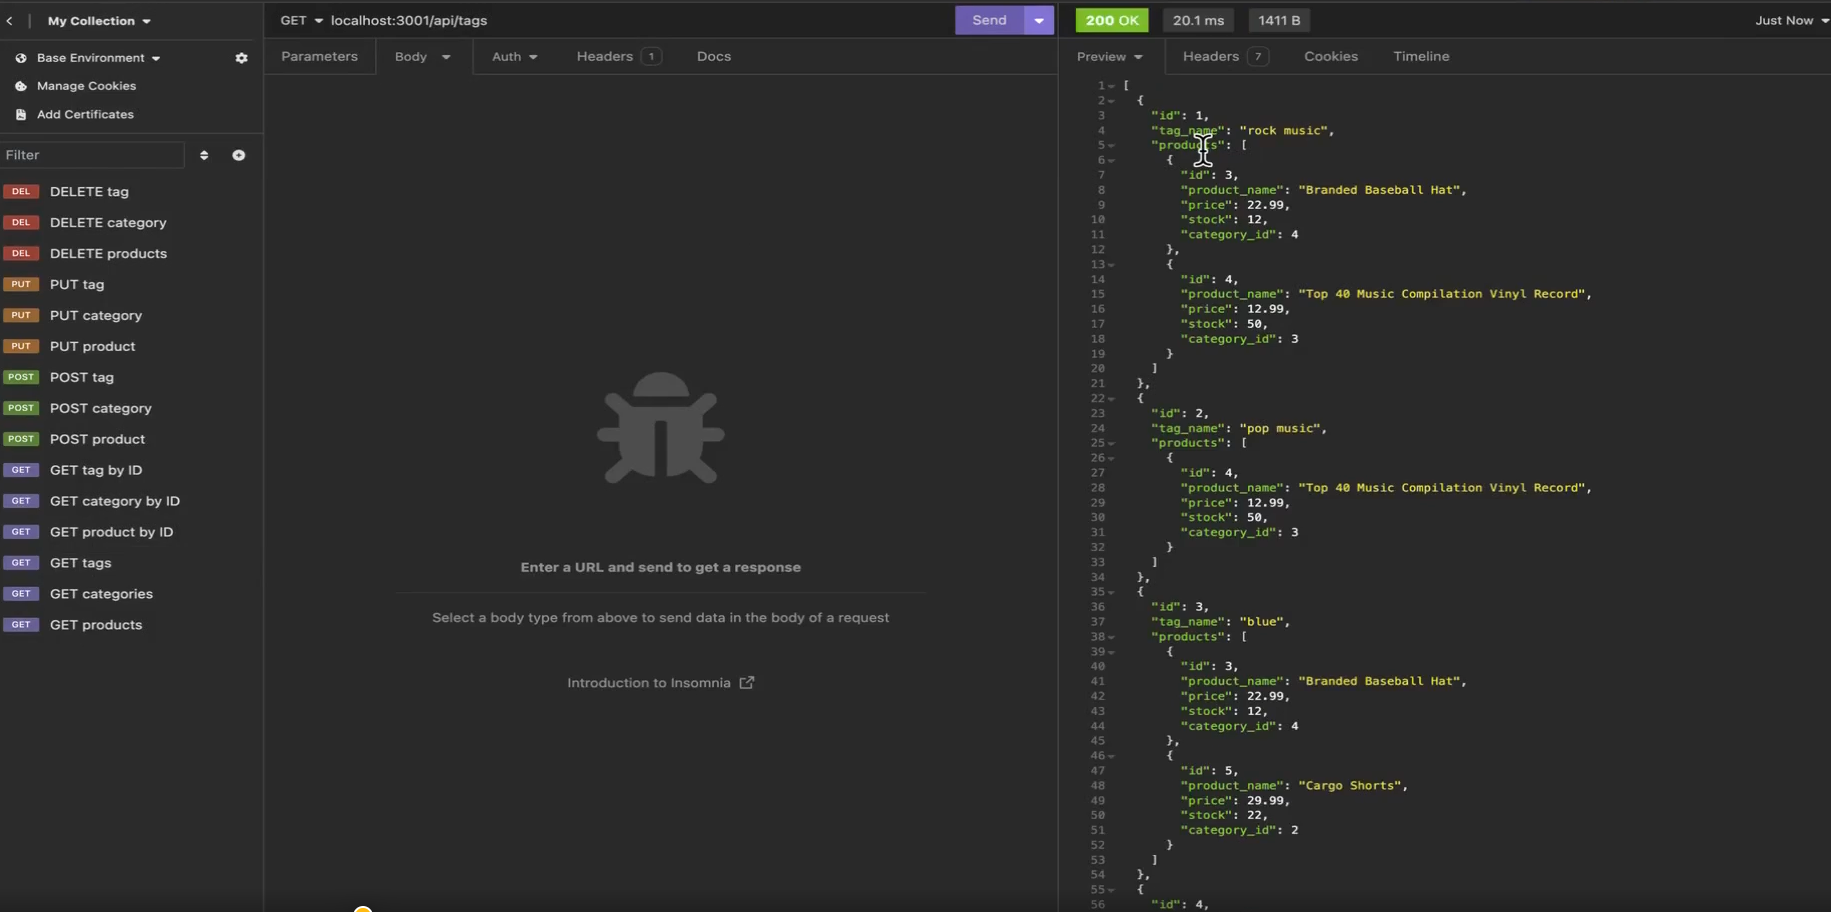 My Collection
Base Environment
Manage Cookies
Add Certificates
Filter
DEL DELETE tag
DEL DELETE category
DEL DELETE products
PUT PUT tag
PUT PUT category
PUT PUT product
POST POST tag
POST POST category
POST POST product
GET GET tag by ID
GET GET category by ID
GET GET product by ID
GET GET tags
GET GET categories
GET GET products
GET localhost:3001/api/tags Send
Parameters Body Auth Headers 1 Docs
Enter a URL and send to get a response
Select a body type from above to send data in the body of a request
Introduction to Insomnia
200 OK 20.1 ms 1411 B Just Now
Preview Headers 7 Cookies Timeline
1 [
2 {
3 "id": 1,
4 "tag_name": "rock music",
5 "products": [
6 {
7 "id": 3,
8 "product_name": "Branded Baseball Hat",
9 "price": 22.99,
10 "stock": 12,
11 "category_id": 4
12 },
13 {
14 "id": 4,
15 "product_name": "Top 40 Music Compilation Vinyl Record",
16 "price": 12.99,
17 "stock": 50,
18 "category_id": 3
19 }
20 ]
21 },
22 {
23 "id": 2,
24 "tag_name": "pop music",
25 "products": [
26 {
27 "id": 4,
28 "product_name": "Top 40 Music Compilation Vinyl Record",
29 "price": 12.99,
30 "stock": 50,
31 "category_id": 3
32 }
33 ]
34 },
35 {
36 "id": 3,
37 "tag_name": "blue",
38 "products": [
39 {
40 "id": 3,
41 "product_name": "Branded Baseball Hat",
42 "price": 22.99,
43 "stock": 12,
44 "category_id": 4
45 },
46 {
47 "id": 5,
48 "product_name": "Cargo Shorts",
49 "price": 29.99,
50 "stock": 22,
51 "category_id": 2
52 }
53 ]
54 },
55 {
56 "id": 4,